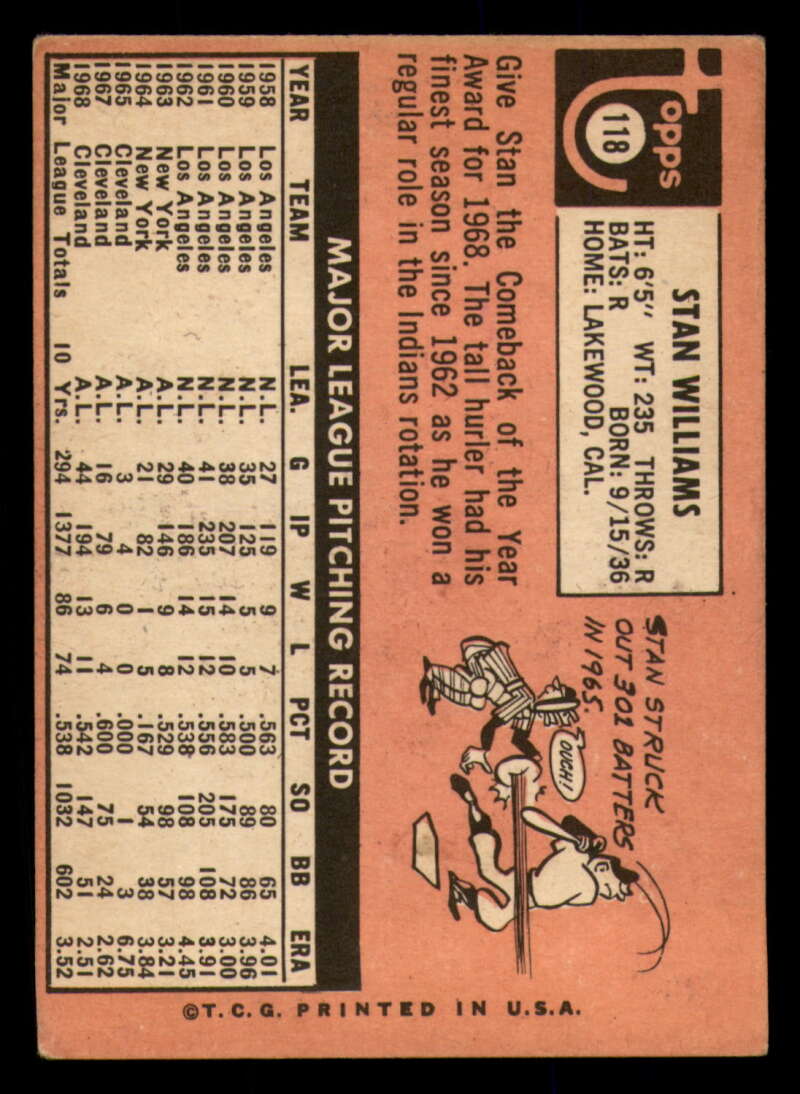 Topps
118
STAN WILLIAMS
HT: 6'5" WT: 235 THROWS: R
BATS: R BORN: 9/15/36
HOME: LAKEWOOD, CAL.
Give Stan the Comeback of the Year
Award for 1968. The tall hurler had his
finest season since 1962 as he won a
regular role in the Indians rotation.
STAN STRUCK
OUT 301 BATTERS
IN 1965.
OUCH!
MAJOR LEAGUE PITCHING RECORD
YEAR TEAM LEA. G IP W L PCT SO BB ERA
1958 Los Angeles N.L. 27 119 9 7 .563 80 65 4.01
1959 Los Angeles N.L. 35 125 5 5 .500 89 86 3.96
1960 Los Angeles N.L. 38 207 14 10 .583 175 72 3.00
1961 Los Angeles N.L. 41 235 15 12 .556 205 108 3.91
1962 Los Angeles N.L. 40 186 14 12 .538 108 98 4.45
1963 New York A.L. 29 146 9 8 .529 98 57 3.21
1964 New York A.L. 21 82 1 5 .167 54 38 3.84
1965 Cleveland A.L. 3 4 0 0 .000 1 3 6.75
1967 Cleveland A.L. 16 79 6 4 .600 75 24 2.62
1968 Cleveland A.L. 44 194 13 11 .542 147 51 2.51
Major League Totals 10 Yrs. 294 1377 86 74 .538 1032 602 3.52
©T.C.G. PRINTED IN U.S.A.